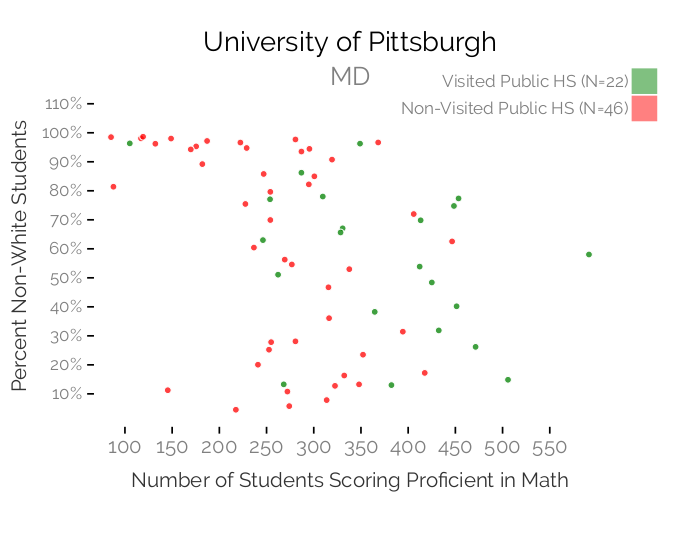 University of Pittsburgh
MD
Visited Public HS (N=22)
Non-Visited Public HS (N=46)
Percent Non-White Students
110%
100%
90%
80%
70%
60%
50%
40%
30%
20%
10%
100 150 200 250 300 350 400 450 500 550
Number of Students Scoring Proficient in Math